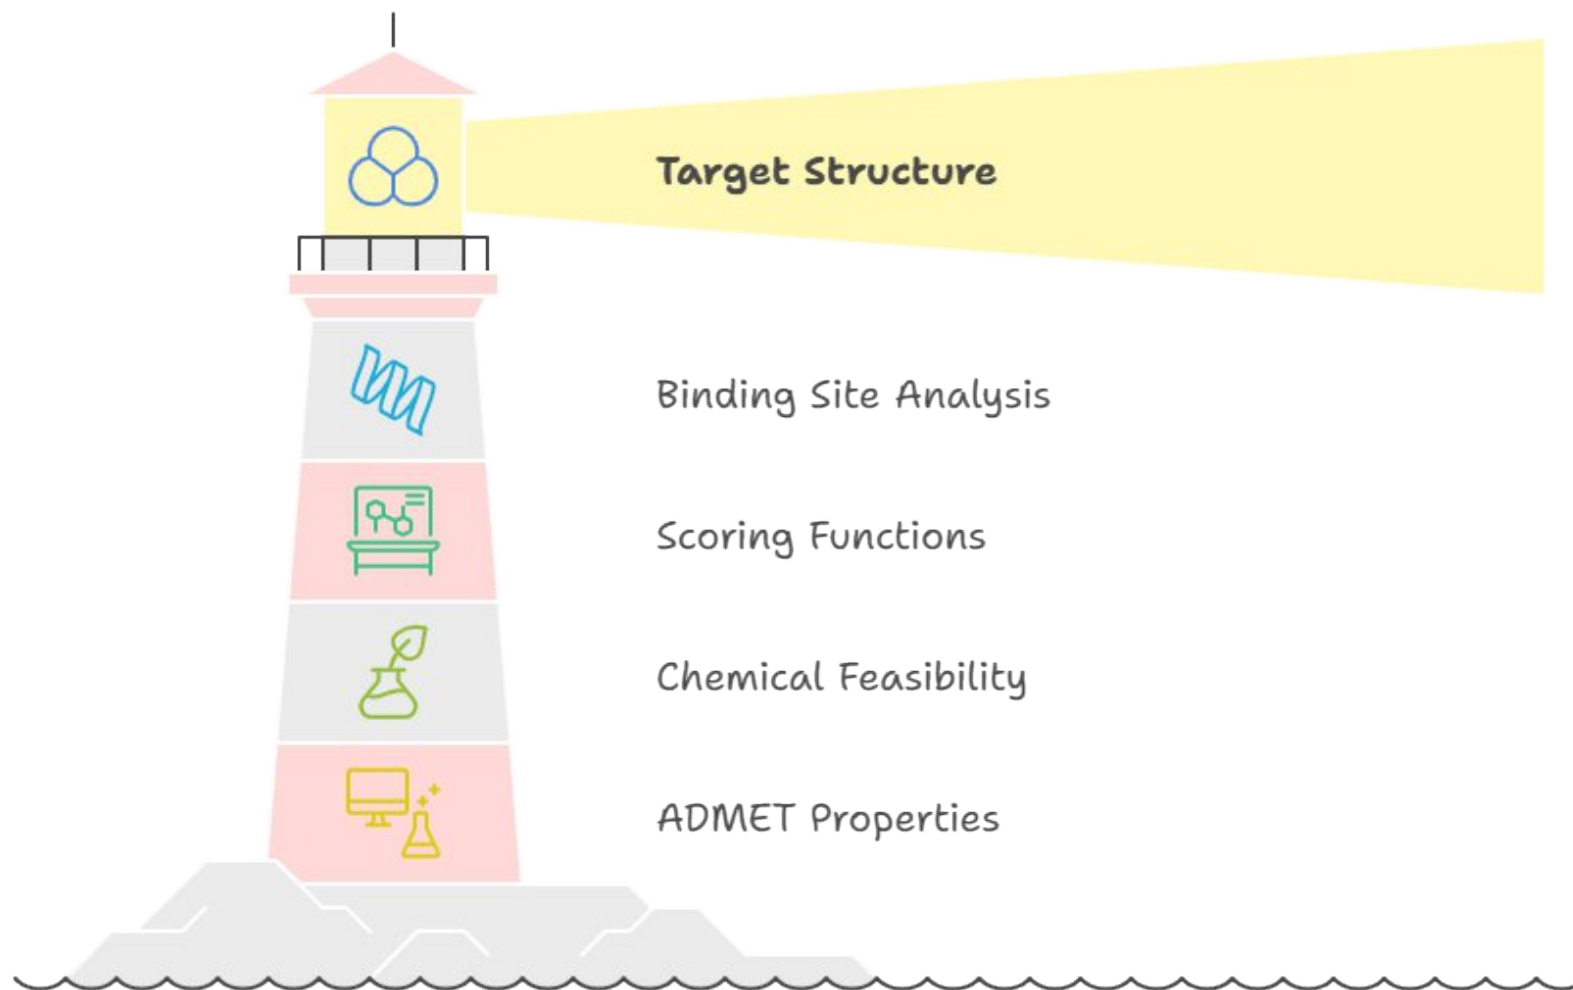 Target Structure
Binding Site Analysis
Scoring Functions
Chemical Feasibility
ADMET Properties